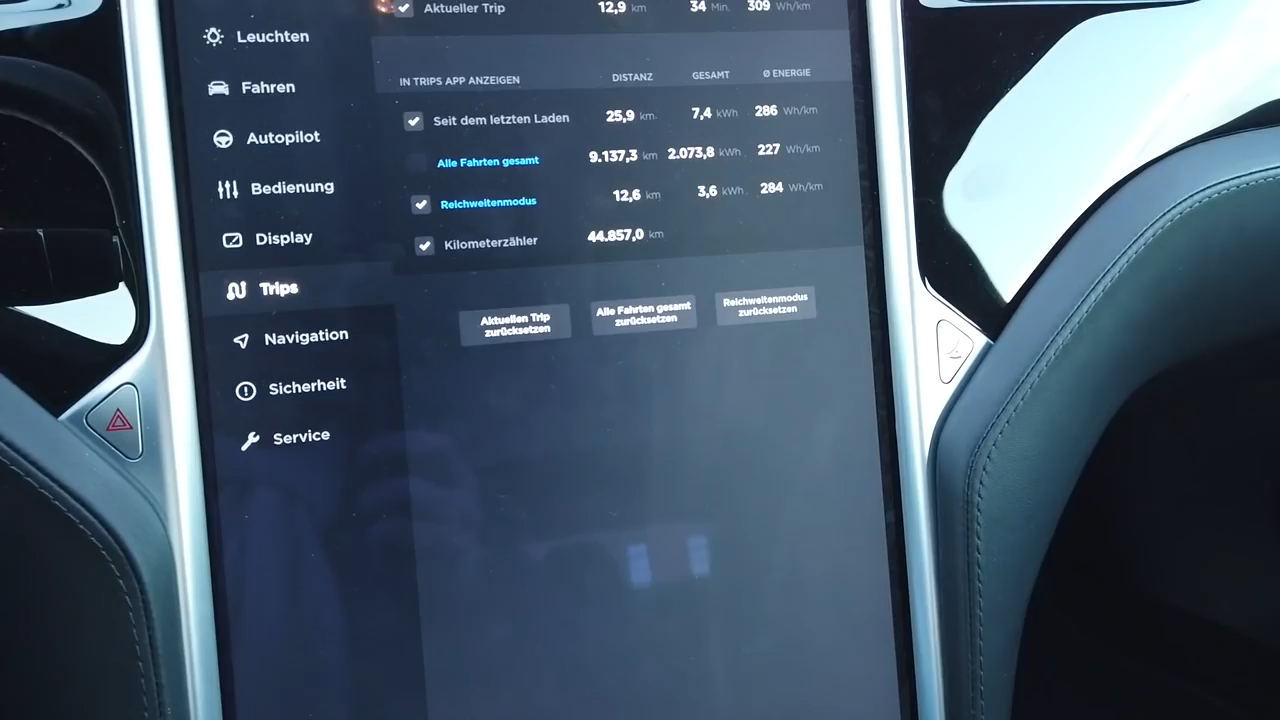 Aktueller Trip 12,9 km 34 Min. 309 Wh/km
Leuchten
IN TRIPS APP ANZEIGEN DISTANZ GESAMT Ø ENERGIE
Fahren
Seit dem letzten Laden 25,9 km 7,4 kWh 286 Wh/km
Autopilot
Alle Fahrten gesamt 9.137,3 km 2.073,8 kWh 227 Wh/km
Bedienung
Reichweitenmodus 12,6 km 3,6 kWh 284 Wh/km
Display
Kilometerzähler 44.857,0 km
Trips
Aktuellen Trip
zurücksetzen
Alle Fahrten gesamt
zurücksetzen
Reichweitenmodus
zurücksetzen
Navigation
Sicherheit
Service